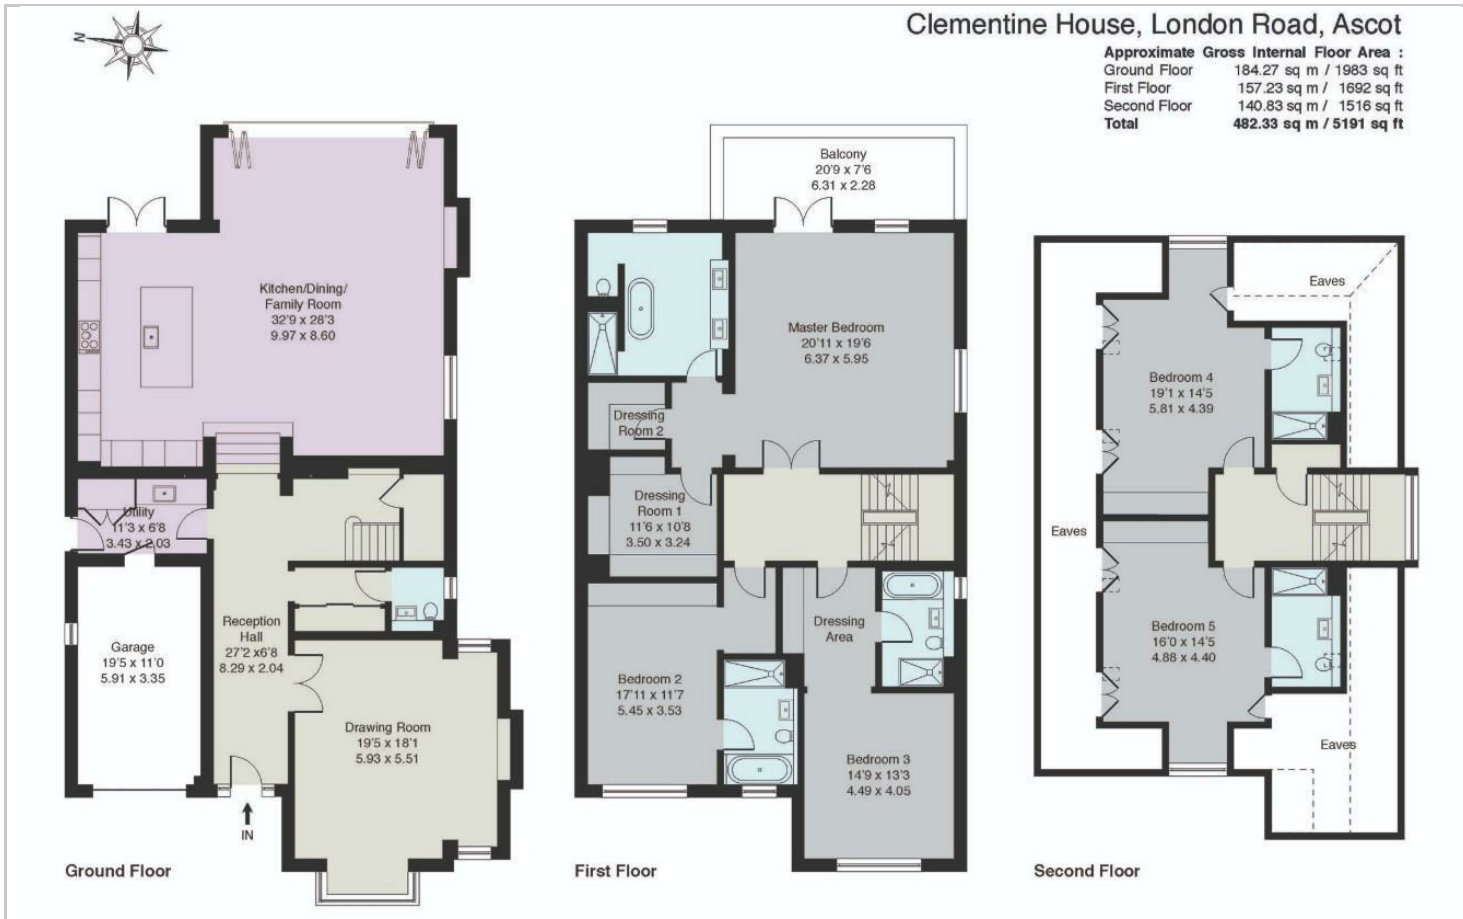 Clementine House, London Road, Ascot
Approximate Gross Internal Floor Area :
Ground Floor 184.27 sq m / 1983 sq ft
First Floor 157.23 sq m / 1692 sq ft
Second Floor 140.83 sq m / 1516 sq ft
Total 482.33 sq m / 5191 sq ft
N
Kitchen/Dining/
Family Room
32'9 x 28'3
9.97 x 8.60
Utility
11'3 x 6'8
3.43 x 2.03
Garage
19'5 x 11'0
5.91 x 3.35
Reception
Hall
27'2 x6'8
8.29 x 2.04
Drawing Room
19'5 x 18'1
5.93 x 5.51
IN
Ground Floor
Balcony
20'9 x 7'6
6.31 x 2.28
Master Bedroom
20'11 x 19'6
6.37 x 5.95
Dressing
Room 2
Dressing
Room 1
11'6 x 10'8
3.50 x 3.24
Dressing
Area
Bedroom 2
17'11 x 11'7
5.45 x 3.53
Bedroom 3
14'9 x 13'3
4.49 x 4.05
First Floor
Eaves
Bedroom 4
19'1 x 14'5
5.81 x 4.39
Eaves
Bedroom 5
16'0 x 14'5
4.88 x 4.40
Eaves
Second Floor